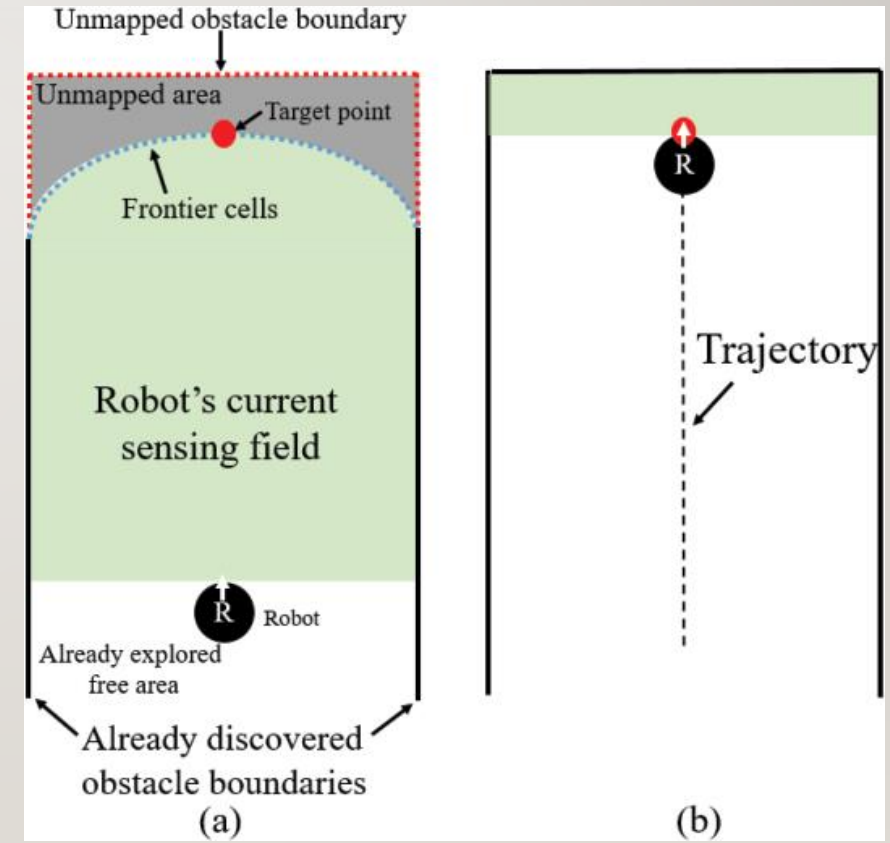 Unmapped obstacle boundary
Unmapped area
Target point
Frontier cells
Robot's current
sensing field
R
Robot
Already explored
free area
Already discovered
obstacle boundaries
(a)
R
Trajectory
(b)